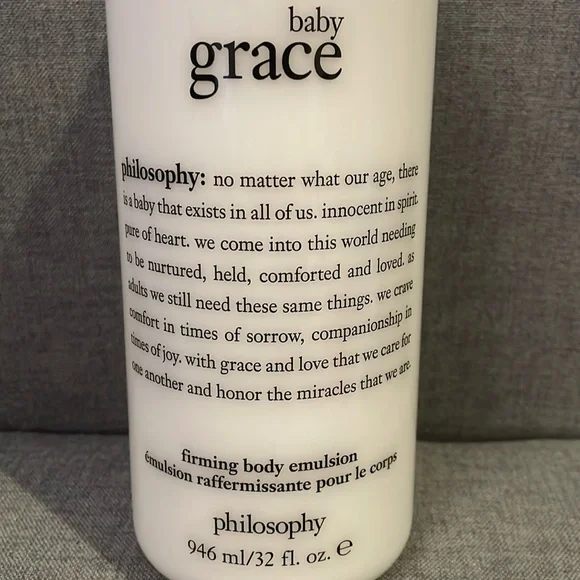 baby
grace
philosophy: no matter what our age, there
is a baby that exists in all of us. innocent in spirit.
pure of heart. we come into this world needing
to be nurtured, held, comforted and loved. as
adults we still need these same things. we crave
comfort in times of sorrow, companionship in
times of joy. with grace and love that we care for
one another and honor the miracles that we are.
firming body emulsion
émulsion raffermissante pour le corps
philosophy
946 ml/32 fl. oz. ℮